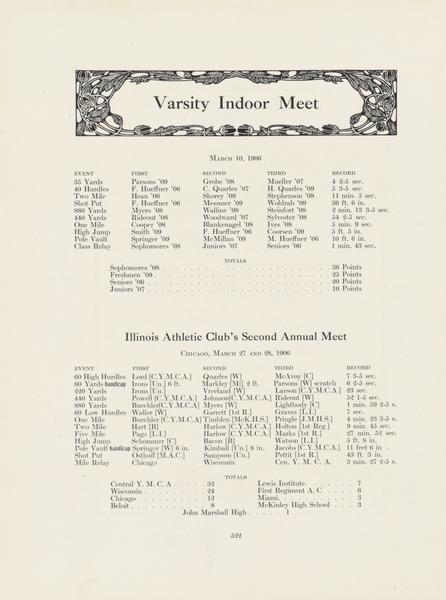 Varsity Indoor Meet
March 10, 1906
EVENT FIRST SECOND THIRD RECORD
35 Yards Parsons '09 Grobe '08 Mueller '07 4 2-5 sec.
40 Hurdles F. Hueffner '06 C. Quarles '07 H. Quarles '09 5 3-5 sec.
Two Mile Hean '06 Shorey '08 Stephenson '08 11 min. 5 sec.
Shot Put F. Hueffner '06 Messmer '09 Wohlrab '09 36 ft. 6 in.
880 Yards Myers '08 Walline '08 Steinfort '08 2 min. 13 3-5 sec.
440 Yards Rideout '08 Woodward '07 Sylvester '08 54 2-5 sec.
One Mile Cooper '08 Blankenagel '08 Ives '08 5 min. 9 sec.
High Jump Smith '09 F. Hueffner '06 Coorsen '09 5 ft. 5 in.
Pole Vault Springer '09 McMillan '09 M. Hueffner '06 10 ft. 6 in.
Class Relay Sophomores '08 Juniors '07 Seniors '06 1 min. 43 sec.
TOTALS
Sophomores '08 36 Points
Freshmen '09 25 Points
Seniors '06 20 Points
Juniors '07 10 Points
Illinois Athletic Club's Second Annual Meet
Chicago, March 27 and 28, 1906
EVENT FIRST SECOND THIRD RECORD
60 High Hurdles Lord [C.Y.M.C.A.] Quarles [W] McAvoy [C] 7 3-5 sec.
60 Yards handicap Irons [Un.] 6 ft. Markley [Mi] 2 ft. Parsons [W] scratch 6 2-5 sec.
220 Yards Irons [Un.] Vreeland [W] Larson [C.Y.M.C.A.] 23 sec.
440 Yards Powell [C.Y.M.C.A.] Johnson [C.Y.M.C.A.] Rideout [W] 52 1-5 sec.
880 Yards Buechler [C.Y.M.C.A.] Myers [W] Lightbody [C] 1 min. 59 2-5 s.
60 Low Hurdles Waller [W] Garrett [1st R.] Graves [L.I.] 7 sec.
One Mile Buechler [C.Y.M.C.A.] [McK.H.S.] Pringle [J.M.H.S.] 4 min. 23 3-5 s.
Two Mile Hart [B] Harlow [C.Y.M.C.A.] Holton [1st Reg.] 9 min. 45 sec.
Five Mile Page [L.I.] Harlow [C.Y.M.C.A.] Marks [1st R.] 27 min. 52 sec.
High Jump Schommer [C] Bacon [B] Watson [L.I.] 5 ft. 8 in.
Pole Vault handicap Springer [W] 6 in. Kimball [Un.] 8 in. Jacobs [C.Y.M.C.A.] 11 feet 6 in
Shot Put Osthoff [M.A.C.] Sampson [Un.] Pettit [1st R.] 43 ft. 3 in.
Mile Relay Chicago Wisconsin Cen. Y. M. C. A. 3 min. 27 2-5 s.
TOTALS
Central Y. M. C. A 32 Lewis Institute 7
Wisconsin 24 First Regiment A. C 6
Chicago 12 Miami 3
Beloit 8 McKinley High School 3
John Marshall High 1
522